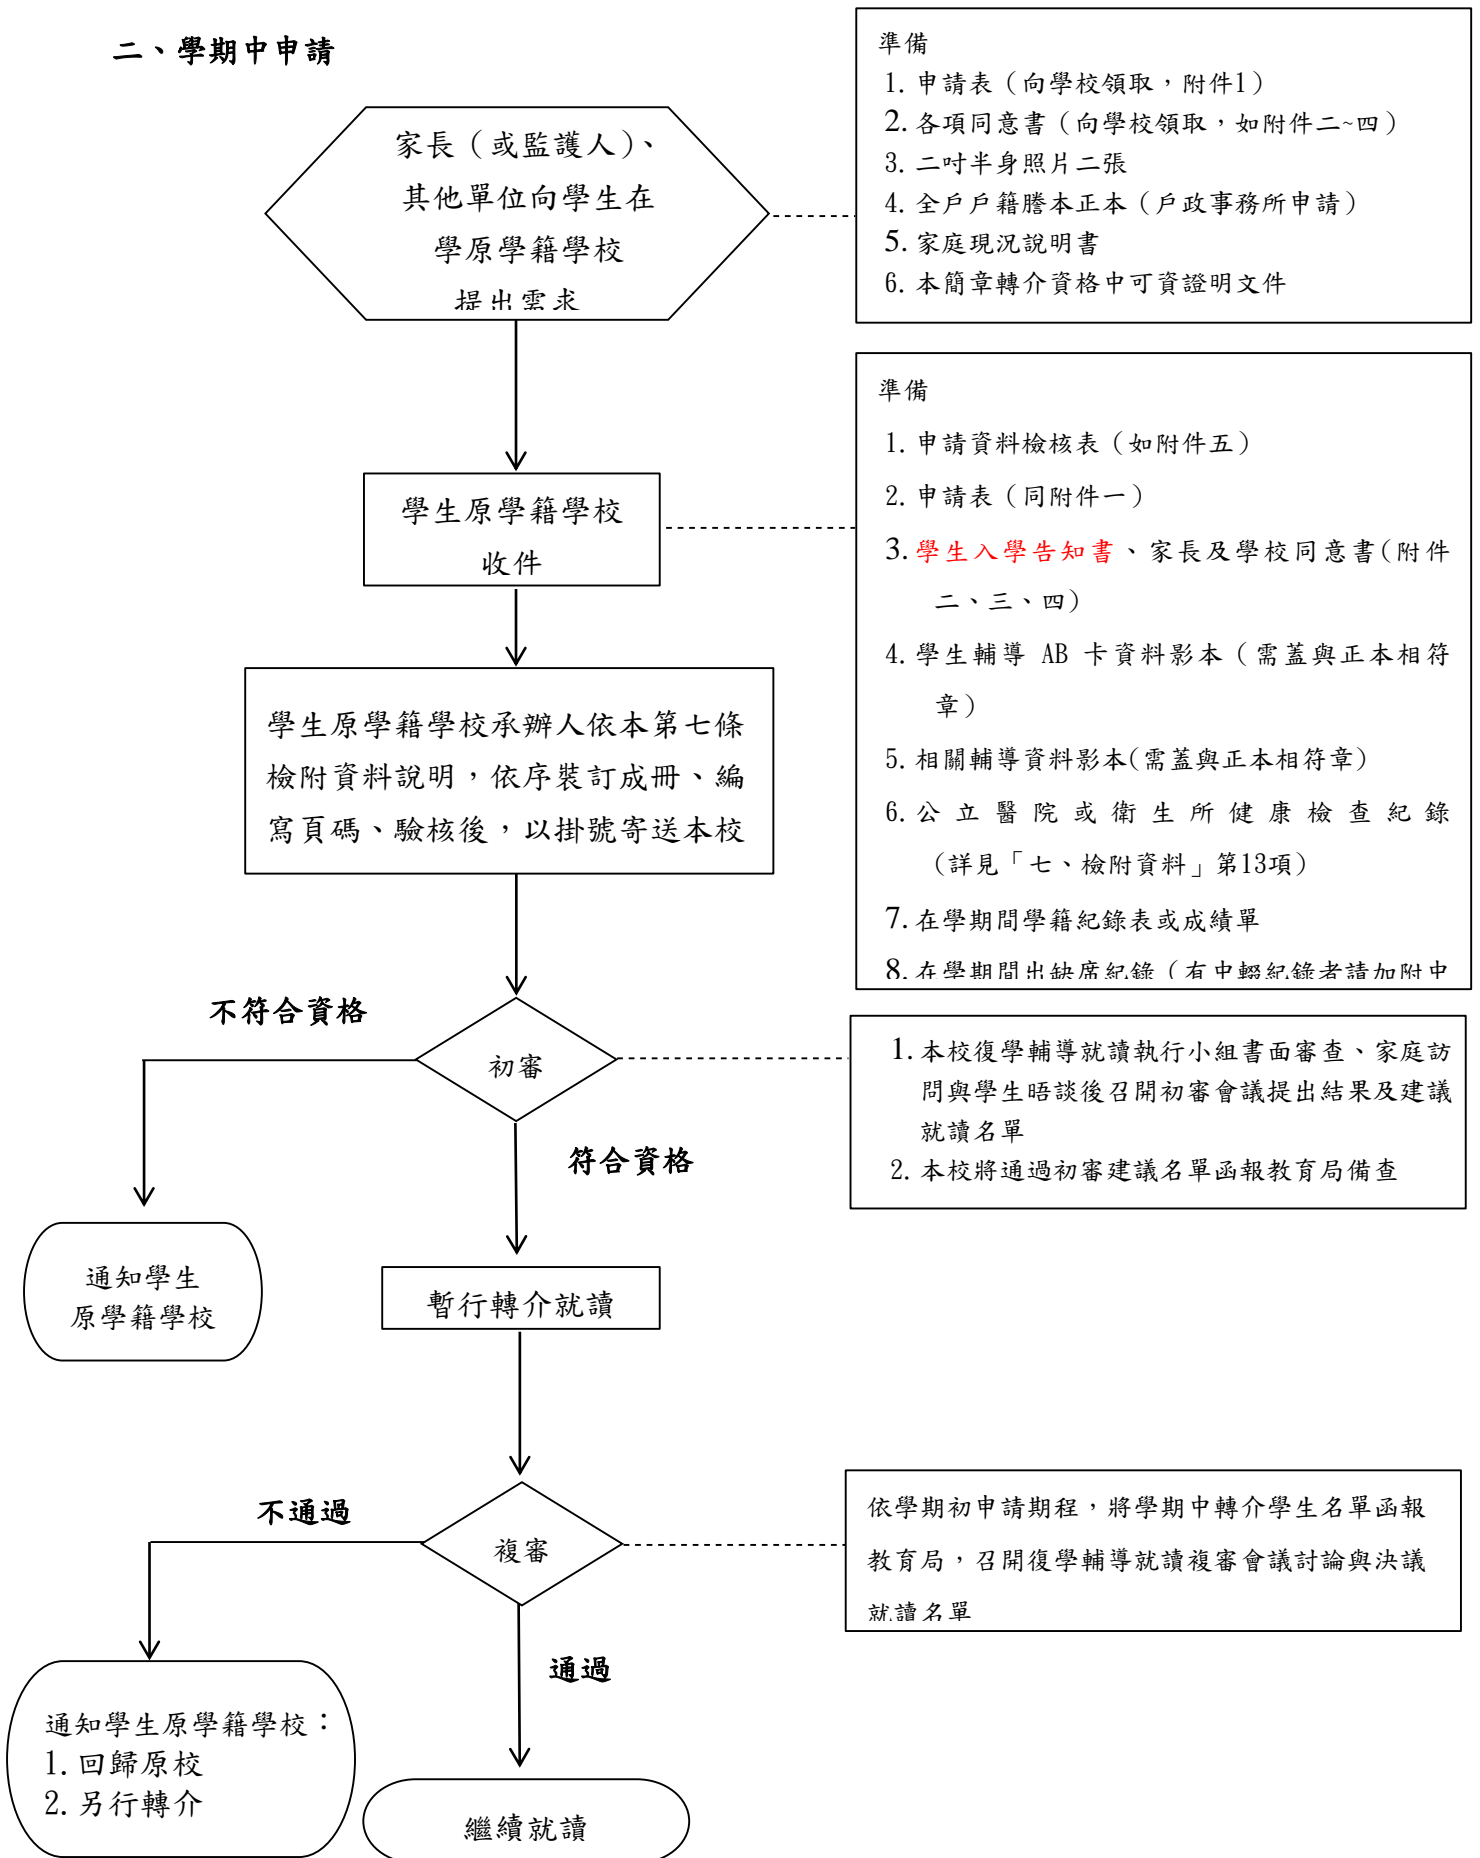 二、學期中申請
家長（或監護人）、
其他單位向學生在
學原學籍學校
提出需求
準備
1. 申請表（向學校領取，附件1）
2. 各項同意書（向學校領取，如附件二~四）
3. 二吋半身照片二張
4. 全戶戶籍謄本正本（戶政事務所申請）
5. 家庭現況說明書
6. 本簡章轉介資格中可資證明文件
學生原學籍學校
收件
準備
1. 申請資料檢核表（如附件五）
2. 申請表（同附件一）
3. 學生入學告知書、家長及學校同意書(附件
二、三、四)
4. 學生輔導 AB 卡資料影本（需蓋與正本相符
章）
5. 相關輔導資料影本(需蓋與正本相符章)
6. 公立醫院或衛生所健康檢查紀錄
(詳見「七、檢附資料」第13項)
7. 在學期間學籍紀錄表或成績單
8. 在學期間出缺席紀錄（有中輟紀錄者請加附中
學生原學籍學校承辦人依本第七條
檢附資料說明，依序裝訂成冊、編
寫頁碼、驗核後，以掛號寄送本校
不符合資格
初審
1. 本校復學輔導就讀執行小組書面審查、家庭訪
問與學生晤談後召開初審會議提出結果及建議
就讀名單
2. 本校將通過初審建議名單函報教育局備查
符合資格
通知學生
原學籍學校
暫行轉介就讀
不通過
複審
依學期初申請期程，將學期中轉介學生名單函報
教育局，召開復學輔導就讀複審會議討論與決議
就讀名單
通過
通知學生原學籍學校：
1. 回歸原校
2. 另行轉介
繼續就讀